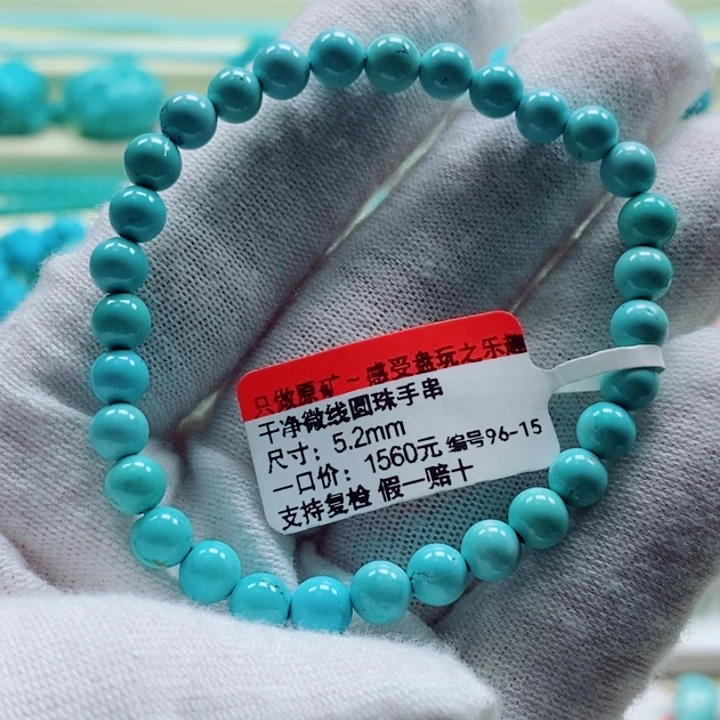 只做原矿~感受盘玩之乐趣
干净微线圆珠手串
尺寸：5.2mm
一口价：1560元 编号96-15
支持复检 假一赔十